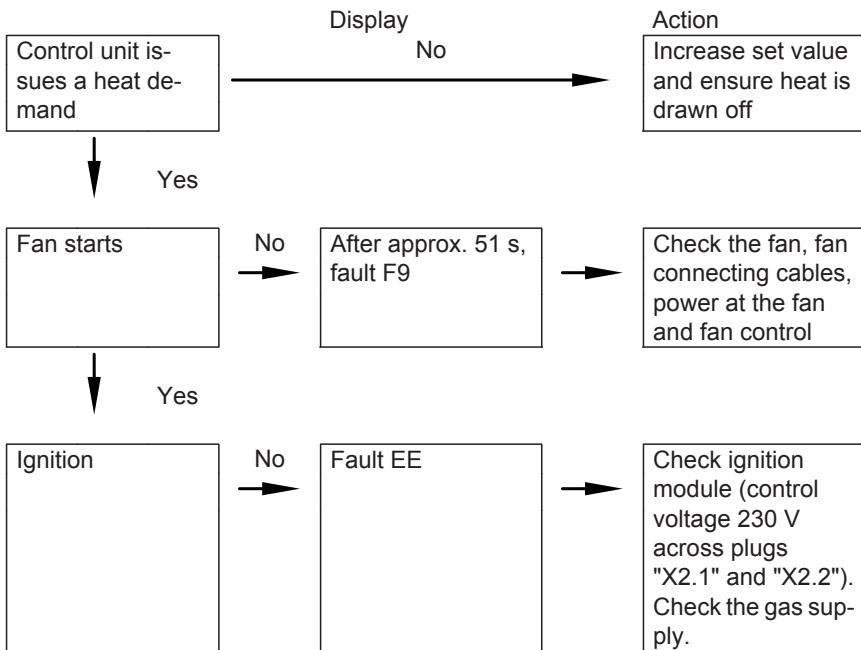 Display
Action
Control unit is-
sues a heat de-
mand
No
Increase set value
and ensure heat is
drawn off
Yes
Fan starts
No
After approx. 51 s,
fault F9
Check the fan, fan
connecting cables,
power at the fan
and fan control
Yes
Ignition
No
Fault EE
Check ignition
module (control
voltage 230 V
across plugs
"X2.1" and "X2.2").
Check the gas sup-
ply.